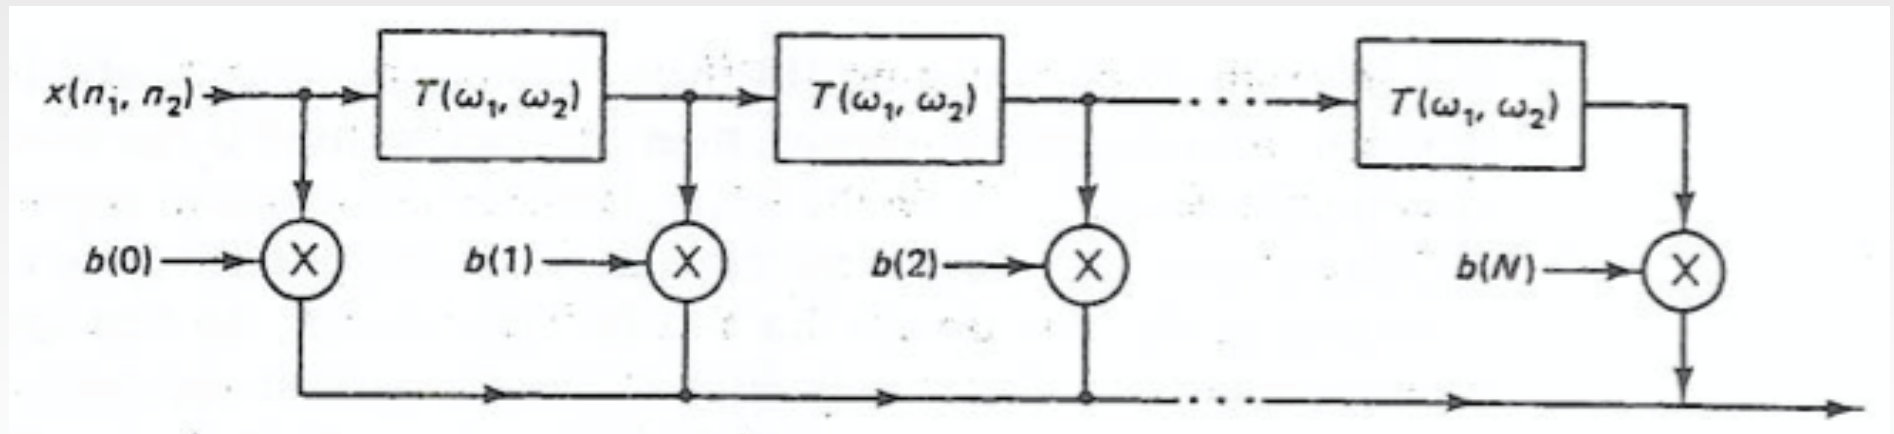 x(n₁, n₂)
T(ω₁, ω₂)
T(ω₁, ω₂)
. . .
T(ω₁, ω₂)
b(0)
X
b(1)
X
b(2)
X
b(N)
X
. . .